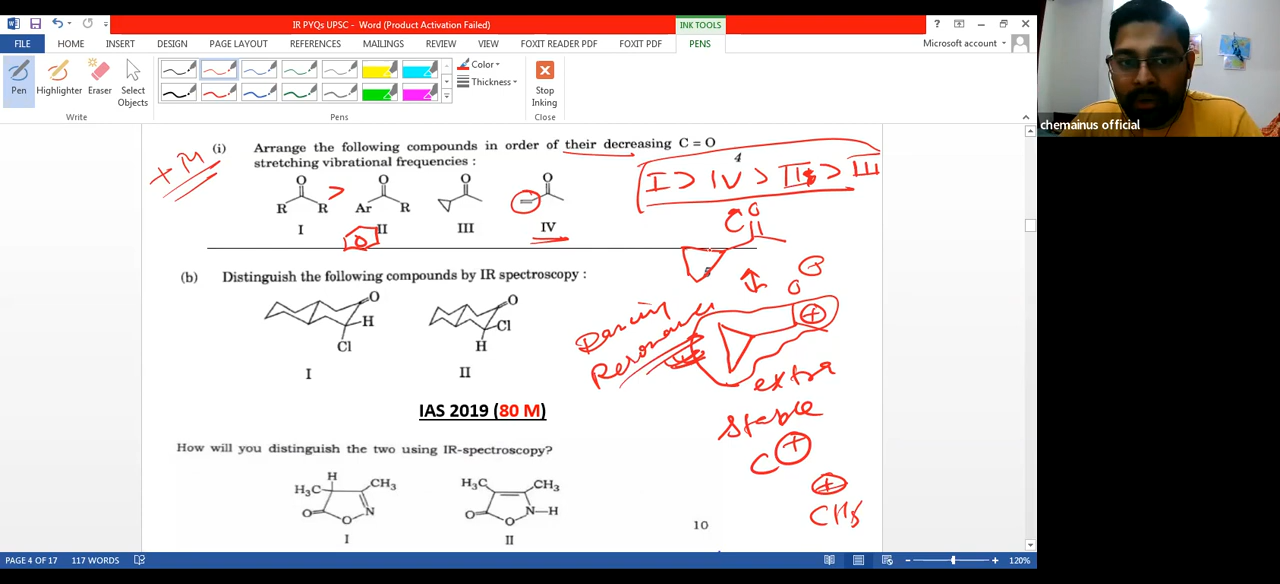 IR PYQs UPSC - Word (Product Activation Failed)
INK TOOLS
FILE HOME INSERT DESIGN PAGE LAYOUT REFERENCES MAILINGS REVIEW VIEW FOXIT READER PDF FOXIT PDF PENS
Microsoft account
Pen Highlighter Eraser Select Objects
Color
Thickness
Stop Inking
Write Pens Close
chemainus official
+M (i) Arrange the following compounds in order of their decreasing C = O
stretching vibrational frequencies :
4
I > IV > II > III
O O O O
R R > Ar R
I II III IV
O
(b) Distinguish the following compounds by IR spectroscopy :
5
O H Cl
O Cl H
I II
⊕
Resonance
extra
stable
C⊕
⊕
CH3
IAS 2019 (80 M)
How will you distinguish the two using IR-spectroscopy?
H H3C CH3 O O N
H3C CH3 O O N–H
I II
10
PAGE 4 OF 17 117 WORDS
120%